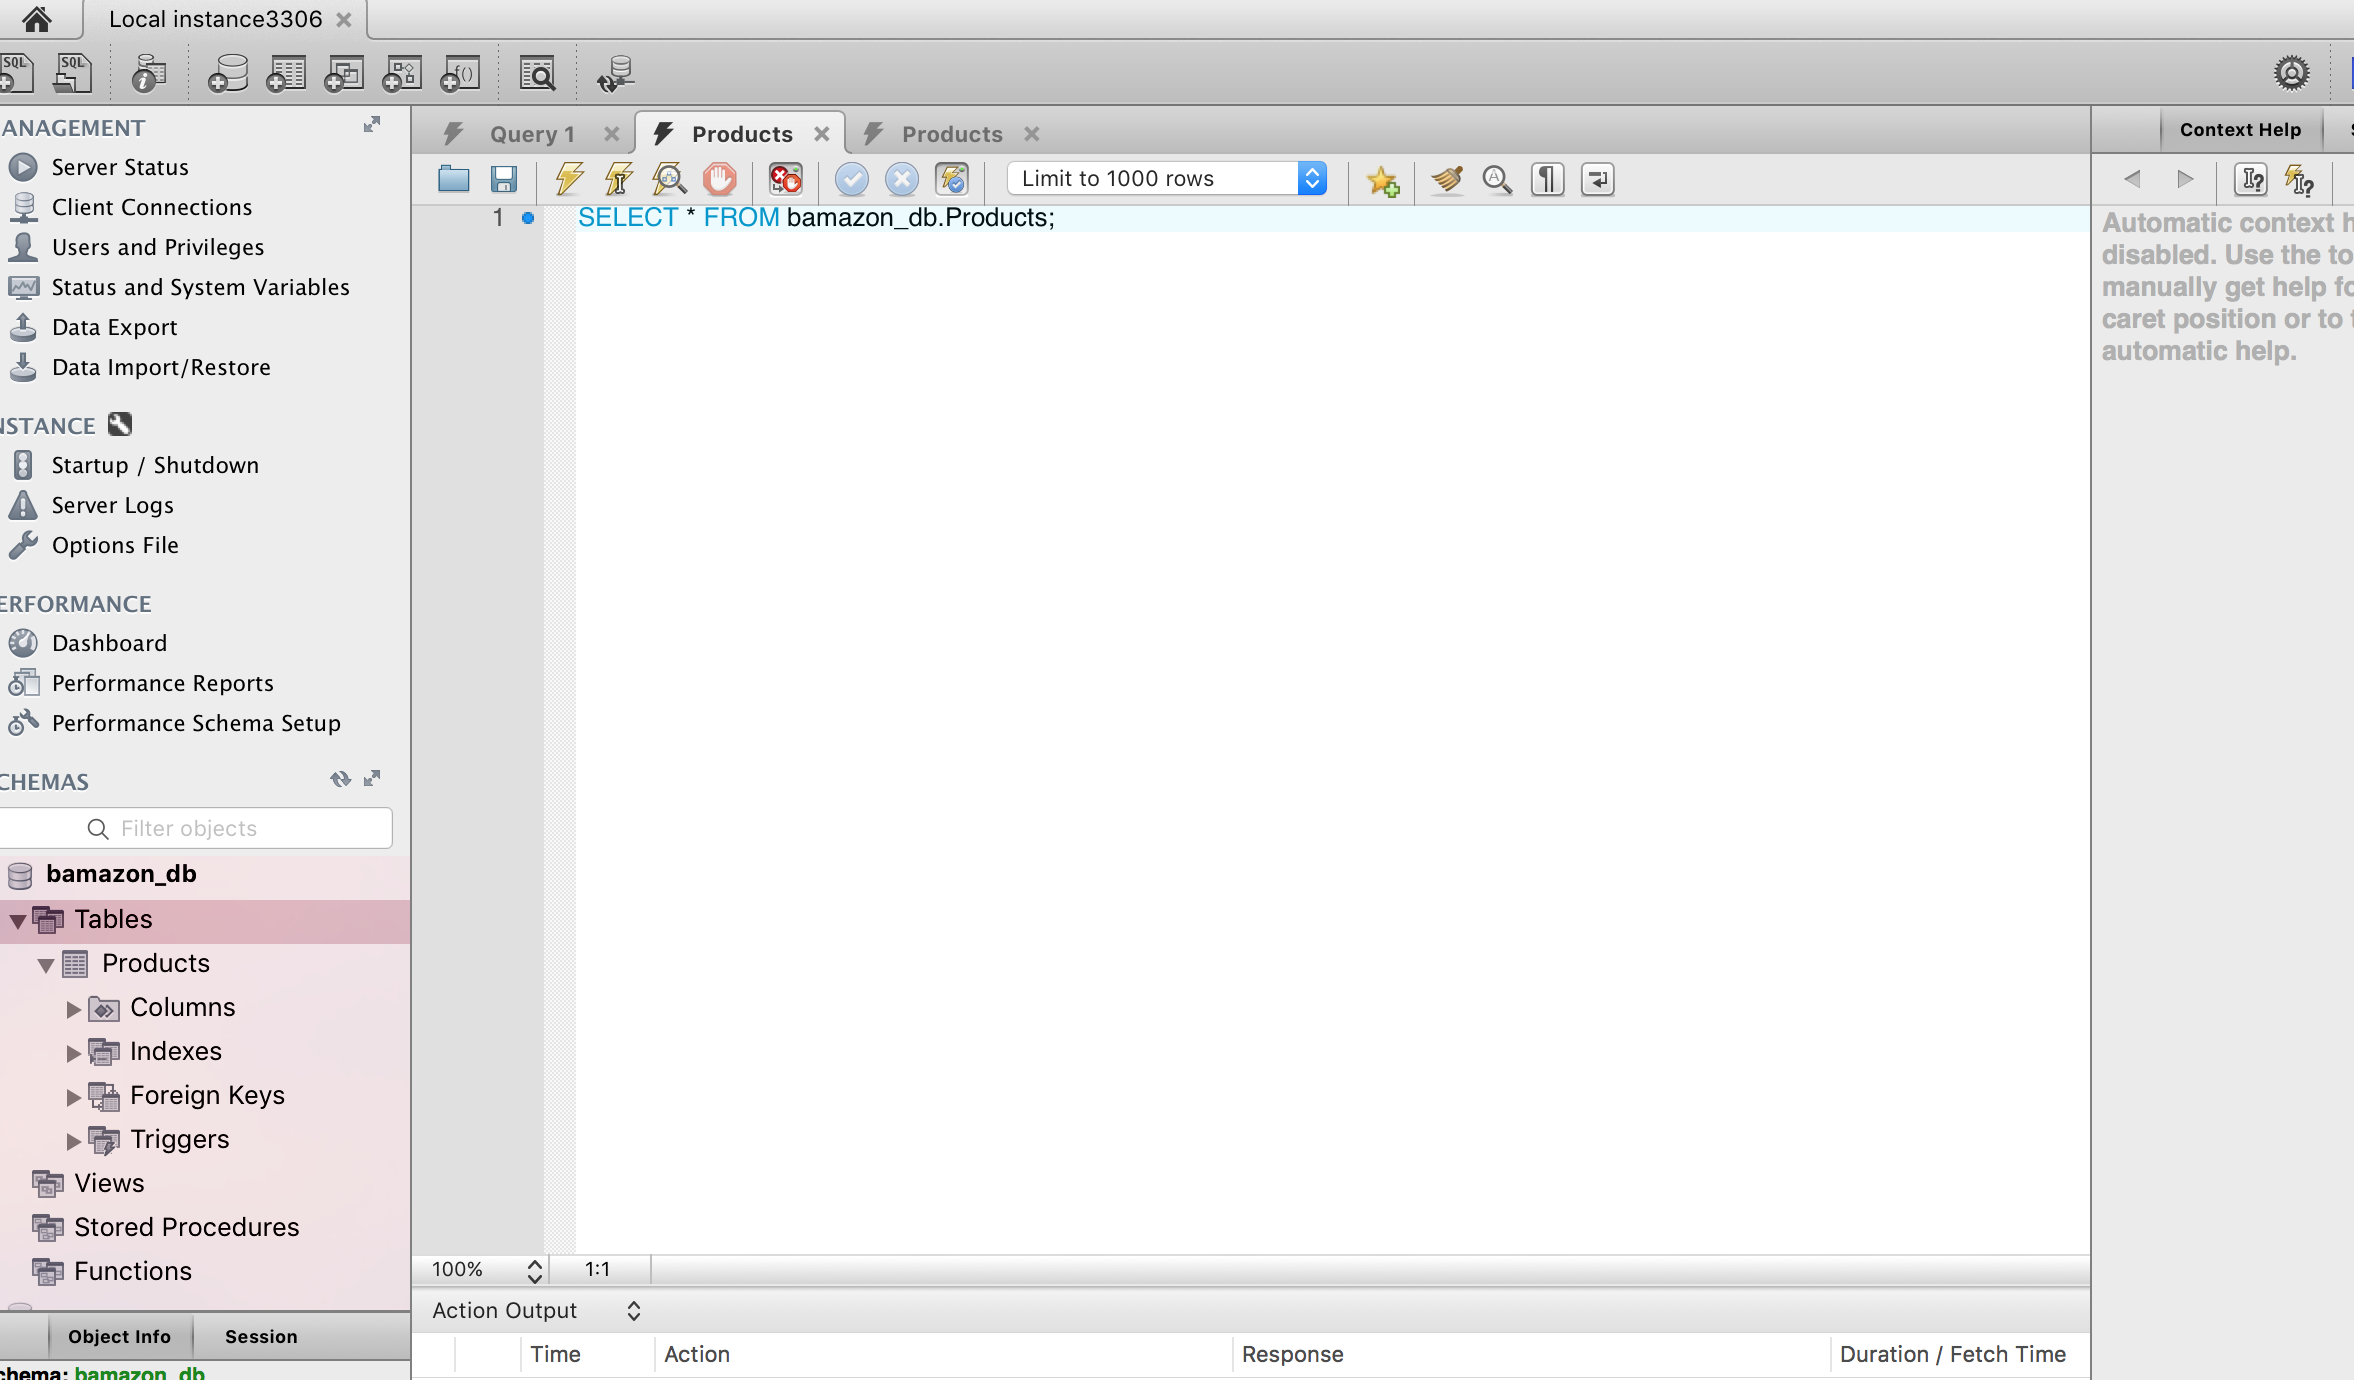 Local instance3306
SQL SQL
ANAGEMENT
Server Status
Client Connections
Users and Privileges
Status and System Variables
Data Export
Data Import/Restore
NSTANCE
Startup / Shutdown
Server Logs
Options File
ERFORMANCE
Dashboard
Performance Reports
Performance Schema Setup
CHEMAS
Filter objects
bamazon_db
Tables
Products
Columns
Indexes
Foreign Keys
Triggers
Views
Stored Procedures
Functions
Object Info Session
chema: bamazon_db
Query 1 Products Products
Limit to 1000 rows
1 SELECT * FROM bamazon_db.Products;
100% 1:1
Action Output
Time Action Response Duration / Fetch Time
Context Help
Automatic context h
disabled. Use the to
manually get help fo
caret position or to t
automatic help.